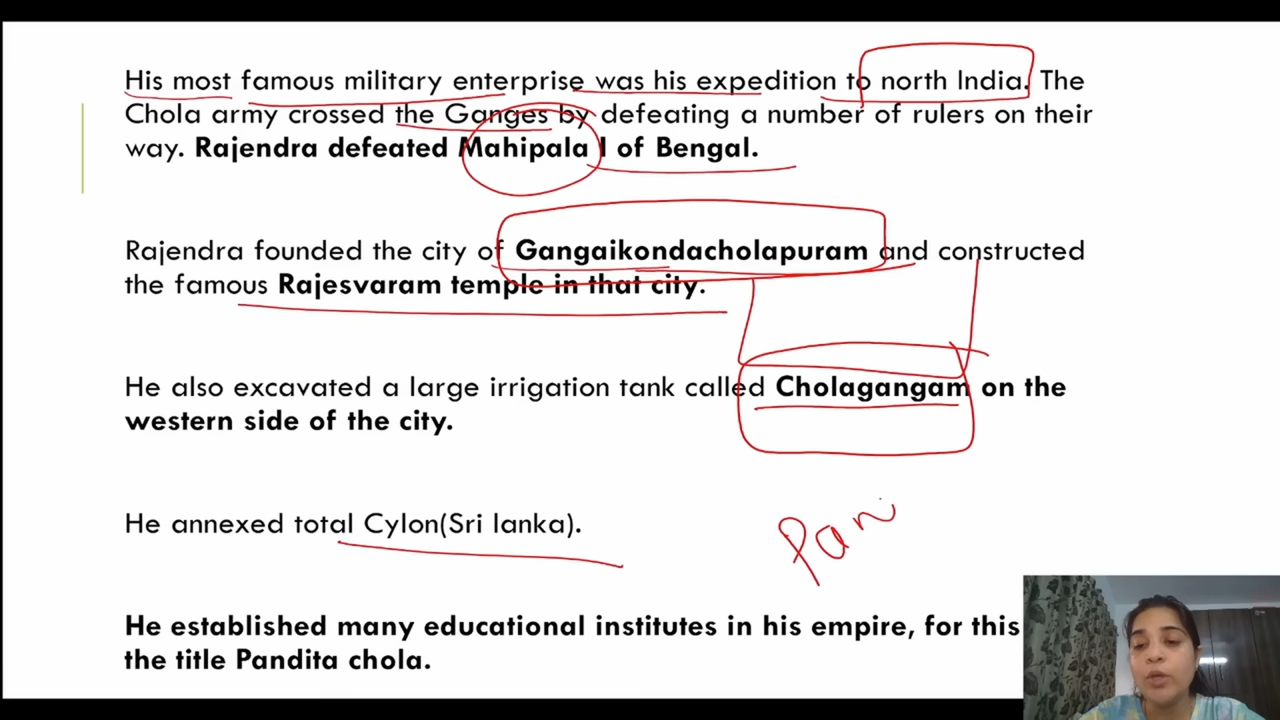 His most famous military enterprise was his expedition to north India. The
Chola army crossed the Ganges by defeating a number of rulers on their
way. Rajendra defeated Mahipala I of Bengal.
Rajendra founded the city of Gangaikondacholapuram and constructed
the famous Rajesvaram temple in that city.
He also excavated a large irrigation tank called Cholagangam on the
western side of the city.
He annexed total Cylon(Sri lanka).
Pan
He established many educational institutes in his empire, for this
the title Pandita chola.